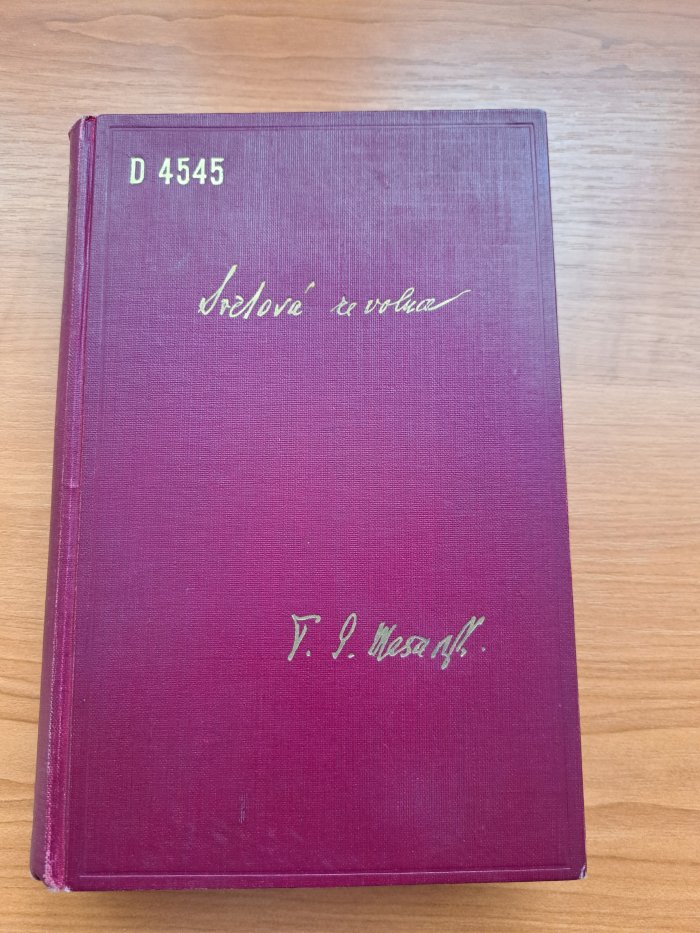 D 4545
Světová revoluce
T. G. Masaryk.